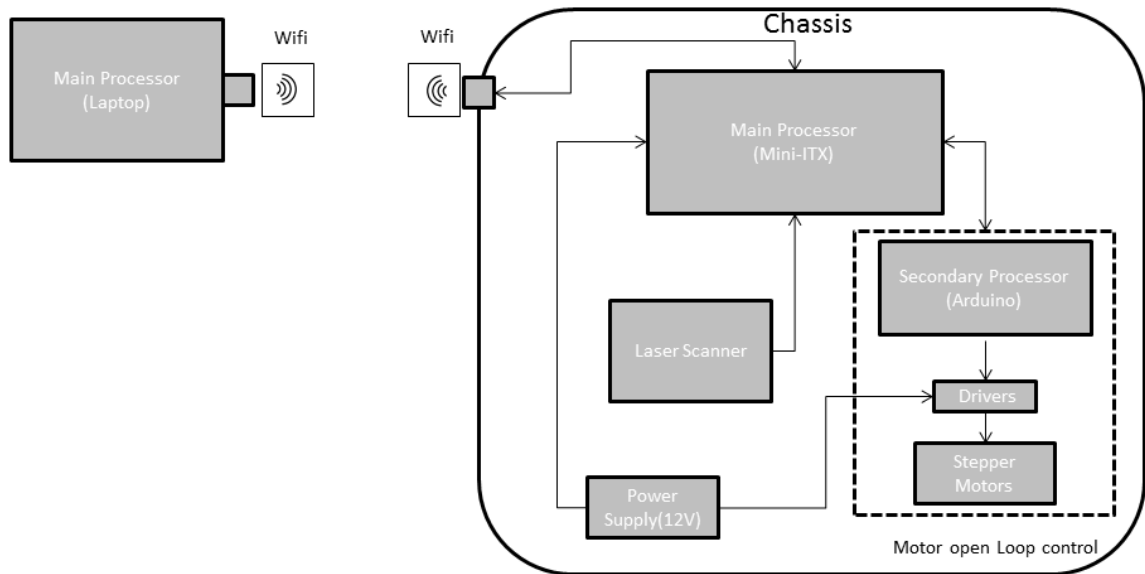 Chassis
Wifi
Wifi
Main Processor
(Laptop)
Main Processor
(Mini-ITX)
Secondary Processor
(Arduino)
Laser Scanner
Drivers
Stepper
Motors
Power
Supply(12V)
Motor open Loop control